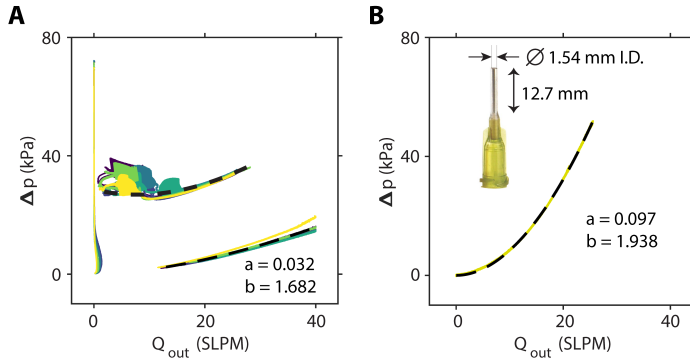 A
80
40
0
Δp (kPa)
0
20
40
Q out (SLPM)
a = 0.032
b = 1.682
B
80
40
0
Δp (kPa)
0
20
40
Q out (SLPM)
∅ 1.54 mm I.D.
12.7 mm
a = 0.097
b = 1.938